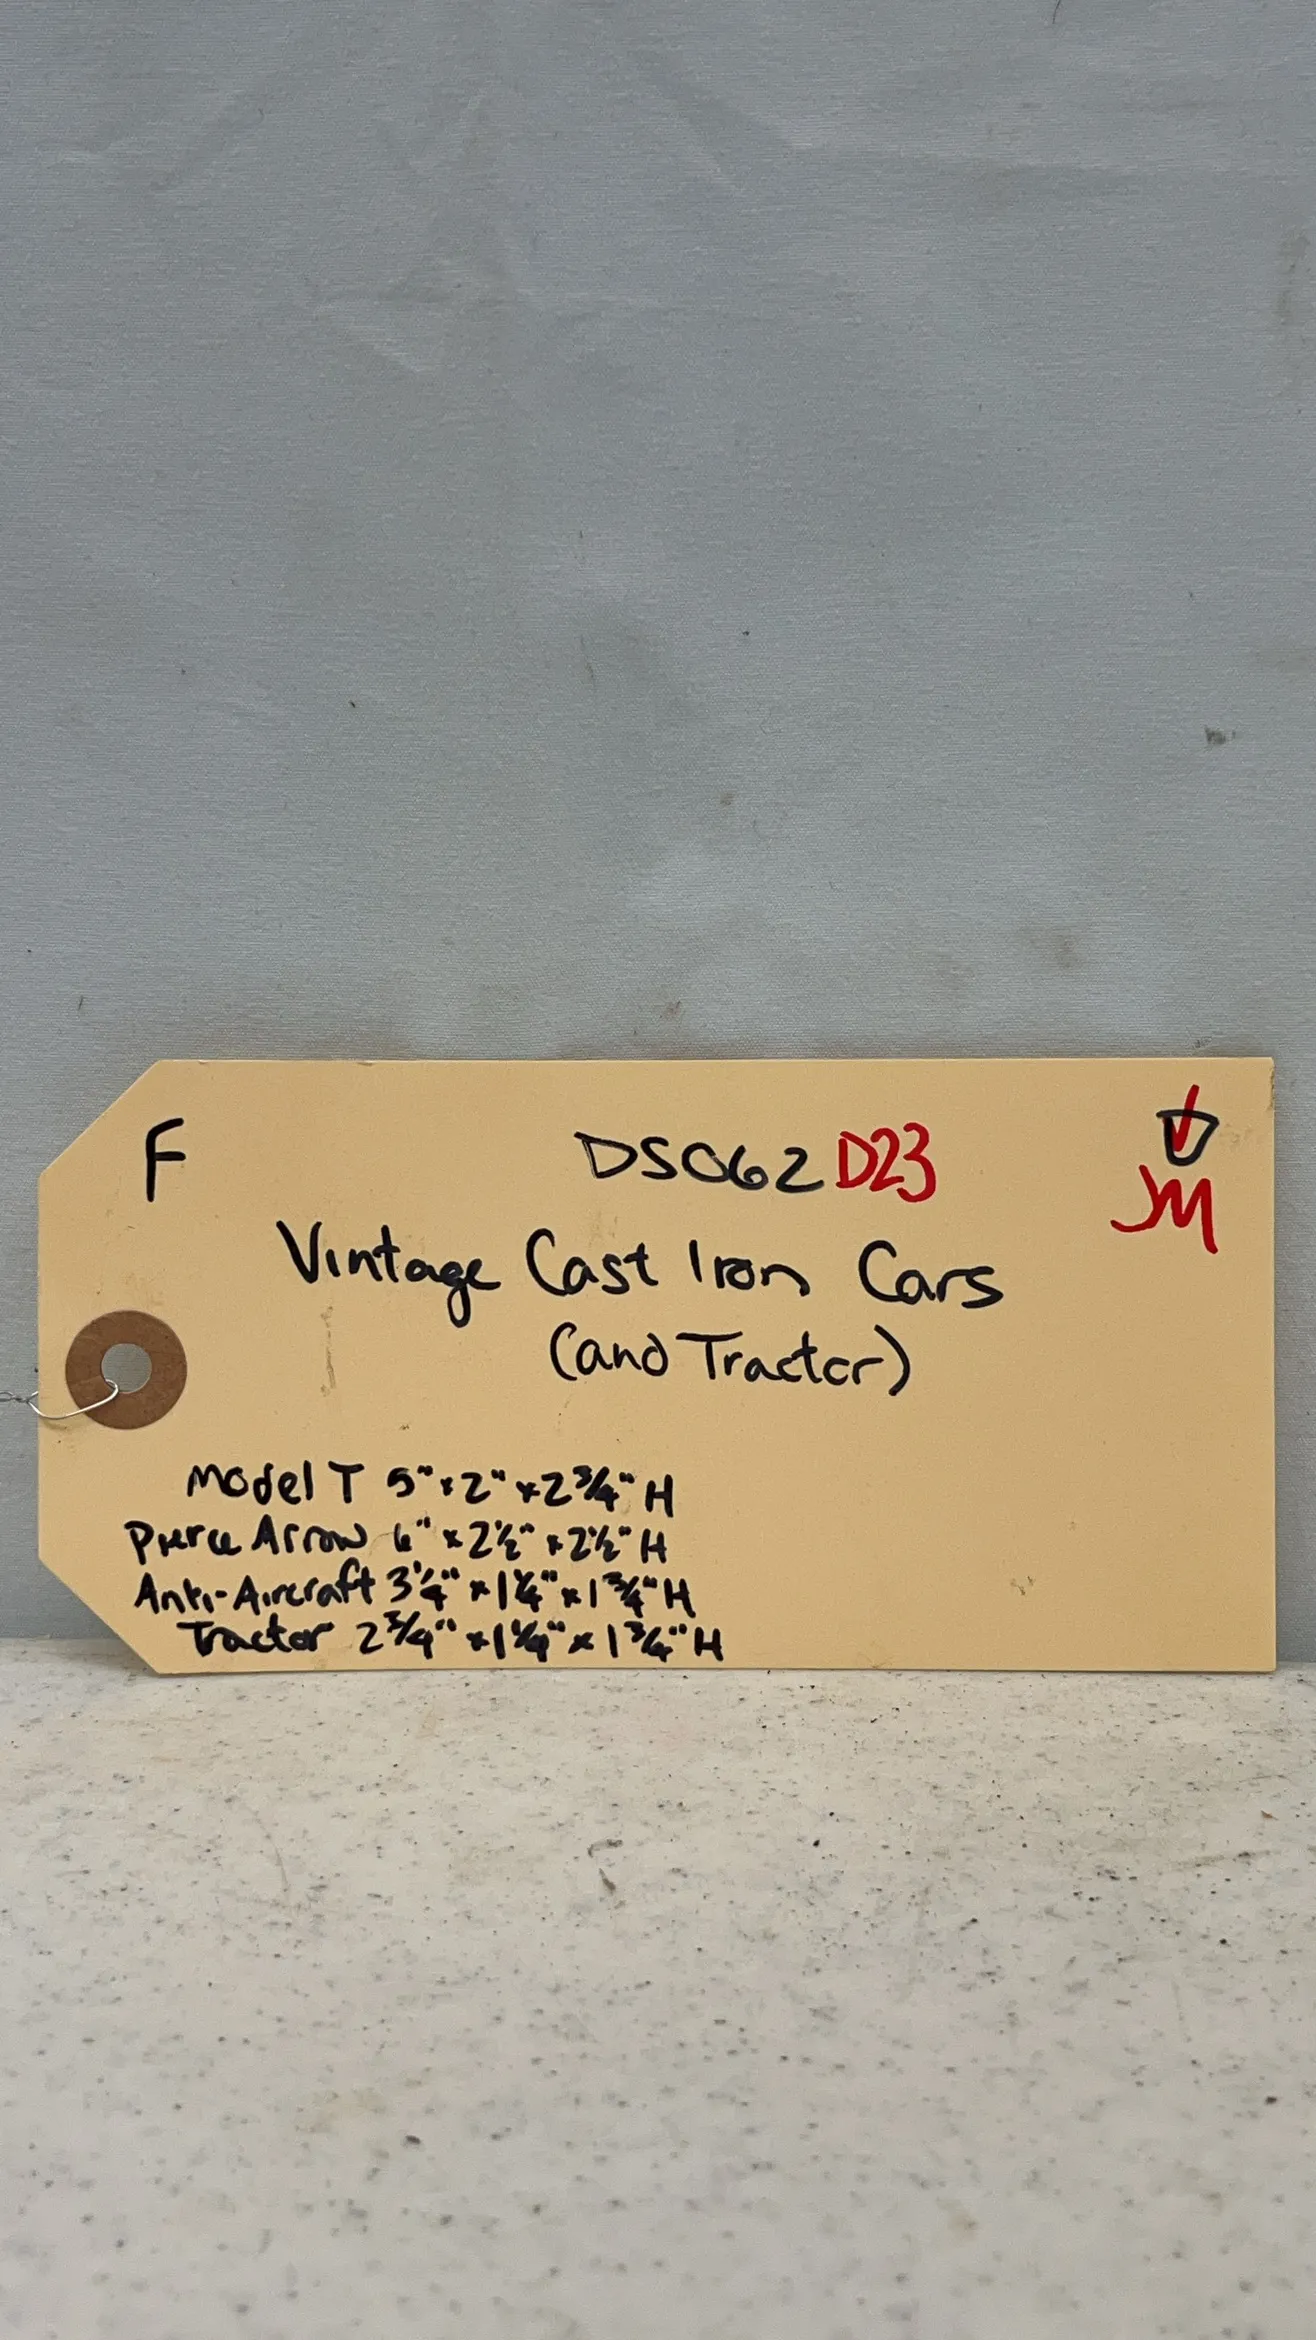 F DS062 D23
JM
Vintage Cast Iron Cars
(and Tractor)
Model T 5" x 2" x 2 3/4" H
Pierce Arrow 6" x 2 1/2" x 2 1/2" H
Anti-Aircraft 3 1/4" x 1 1/4" x 1 3/4" H
Tractor 2 3/4" x 1 1/4" x 1 3/4" H